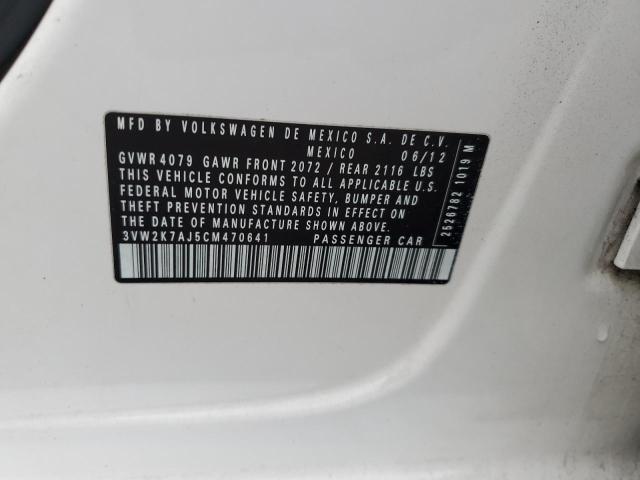 MFD BY VOLKSWAGEN DE MEXICO S.A. DE C.V.
MEXICO 06/12
GVWR 4079 GAWR FRONT 2072 / REAR 2116 LBS
THIS VEHICLE CONFORMS TO ALL APPLICABLE U.S.
FEDERAL MOTOR VEHICLE SAFETY, BUMPER AND
THEFT PREVENTION STANDARDS IN EFFECT ON
THE DATE OF MANUFACTURE SHOWN ABOVE.
3VW2K7AJ5CM470641 PASSENGER CAR
2526782 1019 M